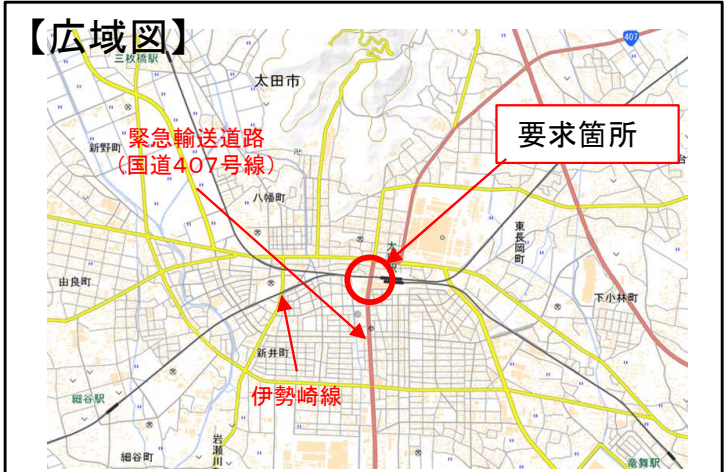 【広域図】
三枚橋駅
407
太田市
緊急輸送道路
（国道407号線）
要求箇所
新野町
八幡町
台
東
長
岡
町
大
由良町
下小林町
新井町
伊勢崎線
細谷駅
細谷町
岩
瀬
川
竜舞駅